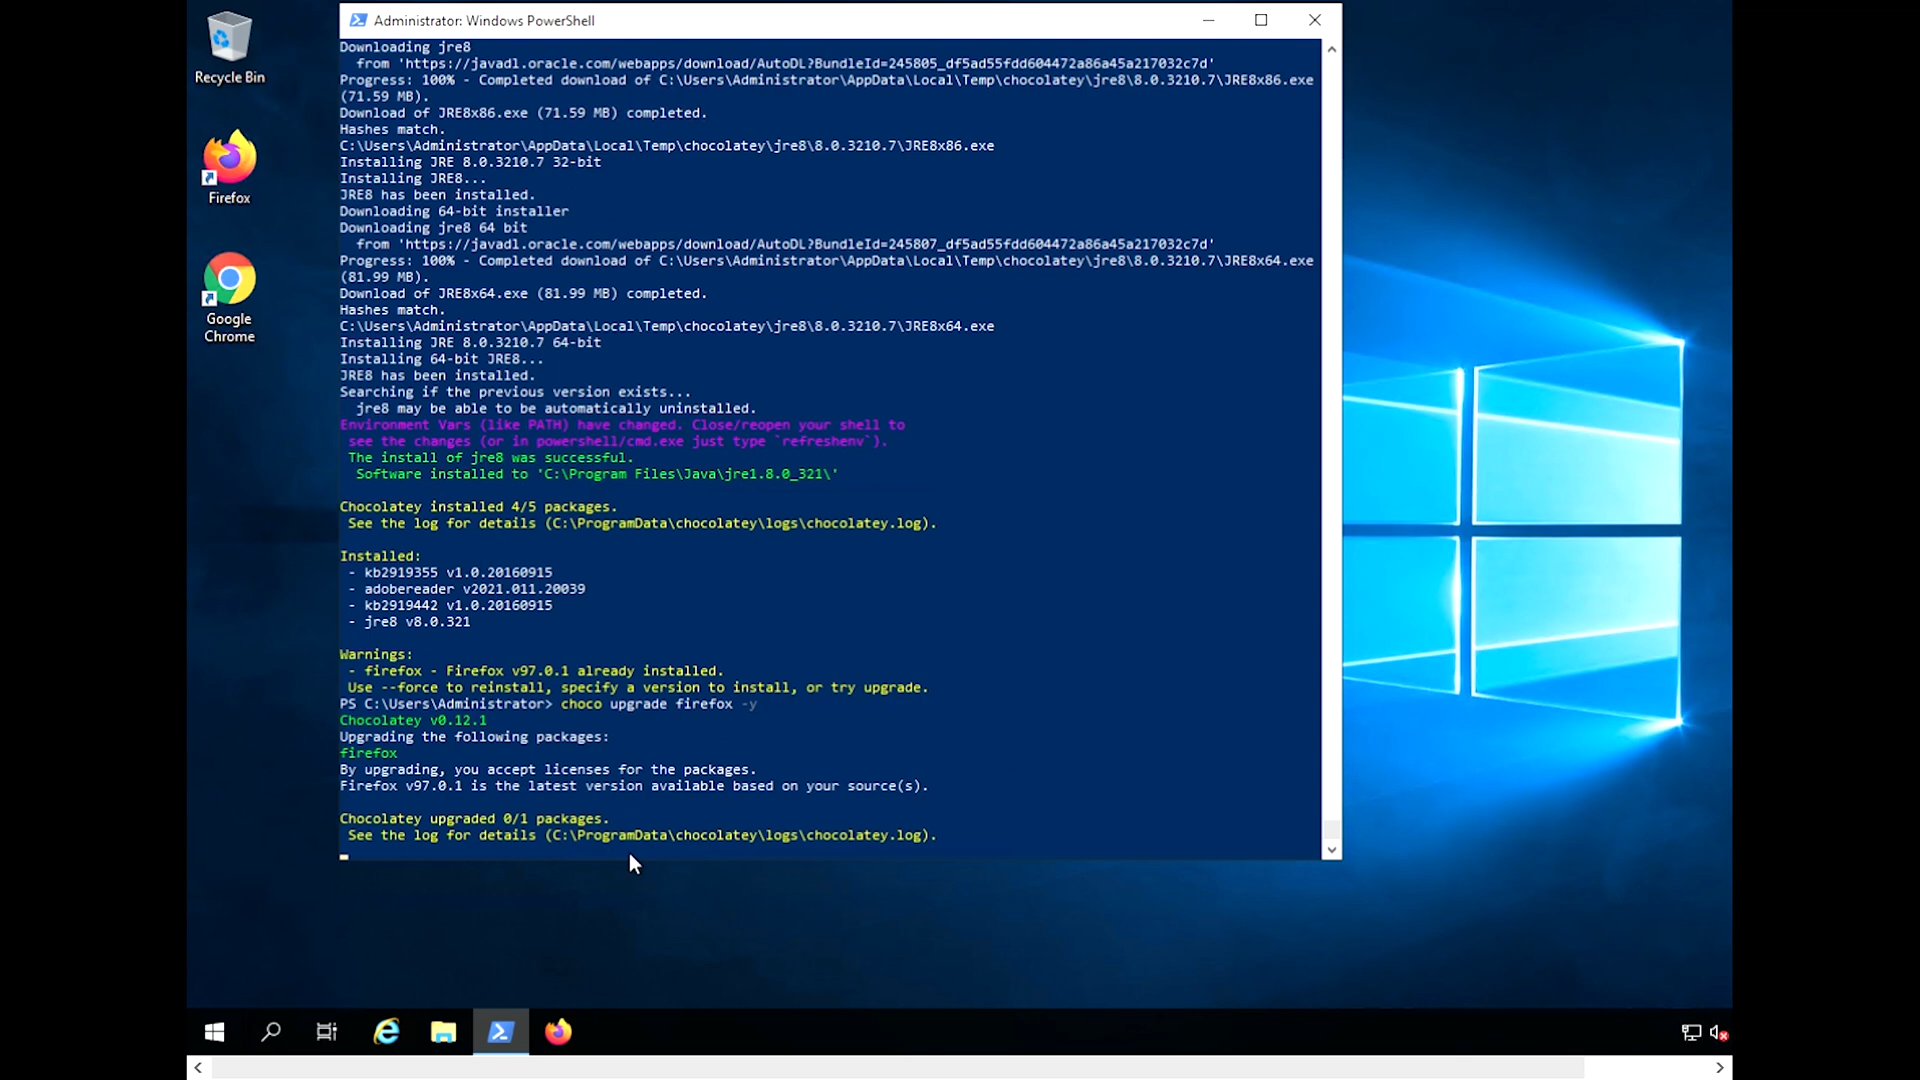 Administrator: Windows PowerShell
Downloading jre8
from 'https://javadl.oracle.com/webapps/download/AutoDL?BundleId=245805_df5ad55fdd604472a86a45a217032c7d'
Progress: 100% - Completed download of C:\Users\Administrator\AppData\Local\Temp\chocolatey\jre8\8.0.3210.7\JRE8x86.exe
(71.59 MB).
Download of JRE8x86.exe (71.59 MB) completed.
Hashes match.
C:\Users\Administrator\AppData\Local\Temp\chocolatey\jre8\8.0.3210.7\JRE8x86.exe
Installing JRE 8.0.3210.7 32-bit
Installing JRE8...
JRE8 has been installed.
Downloading 64-bit installer
Downloading jre8 64 bit
from 'https://javadl.oracle.com/webapps/download/AutoDL?BundleId=245807_df5ad55fdd604472a86a45a217032c7d'
Progress: 100% - Completed download of C:\Users\Administrator\AppData\Local\Temp\chocolatey\jre8\8.0.3210.7\JRE8x64.exe
(81.99 MB).
Download of JRE8x64.exe (81.99 MB) completed.
Hashes match.
C:\Users\Administrator\AppData\Local\Temp\chocolatey\jre8\8.0.3210.7\JRE8x64.exe
Installing JRE 8.0.3210.7 64-bit
Installing 64-bit JRE8...
JRE8 has been installed.
Searching if the previous version exists...
jre8 may be able to be automatically uninstalled.
Environment Vars (like PATH) have changed. Close/reopen your shell to
see the changes (or in powershell/cmd.exe just type `refreshenv`).
The install of jre8 was successful.
Software installed to 'C:\Program Files\Java\jre1.8.0_321\'
Chocolatey installed 4/5 packages.
See the log for details (C:\ProgramData\chocolatey\logs\chocolatey.log).
Installed:
- kb2919355 v1.0.20160915
- adobereader v2021.011.20039
- kb2919442 v1.0.20160915
- jre8 v8.0.321
Warnings:
- firefox - Firefox v97.0.1 already installed.
Use --force to reinstall, specify a version to install, or try upgrade.
PS C:\Users\Administrator> choco upgrade firefox -y
Chocolatey v0.12.1
Upgrading the following packages:
firefox
By upgrading, you accept licenses for the packages.
Firefox v97.0.1 is the latest version available based on your source(s).
Chocolatey upgraded 0/1 packages.
See the log for details (C:\ProgramData\chocolatey\logs\chocolatey.log).
Recycle Bin
Firefox
Google
Chrome